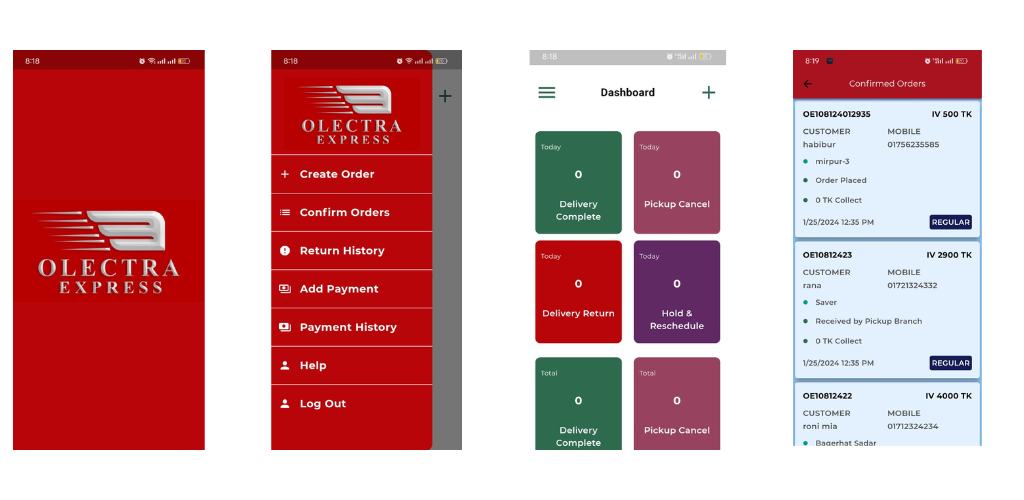 8:18
OLECTRA
EXPRESS
8:18
OLECTRA
EXPRESS
+ Create Order
Confirm Orders
Return History
Add Payment
Payment History
Help
Log Out
+
8:18
Dashboard
+
Today
0
Delivery
Complete
Today
0
Pickup Cancel
Today
0
Delivery Return
Today
0
Hold &
Reschedule
Total
0
Delivery
Complete
Total
0
Pickup Cancel
8:19
Confirmed Orders
OE108124012935 IV 500 TK
CUSTOMER MOBILE
habibur 01756235585
mirpur-3
Order Placed
0 TK Collect
1/25/2024 12:35 PM REGULAR
OE10812423 IV 2900 TK
CUSTOMER MOBILE
rana 01721324332
Saver
Received by Pickup Branch
0 TK Collect
1/25/2024 12:35 PM REGULAR
OE10812422 IV 4000 TK
CUSTOMER MOBILE
roni mia 01712324234
Bagerhat Sadar